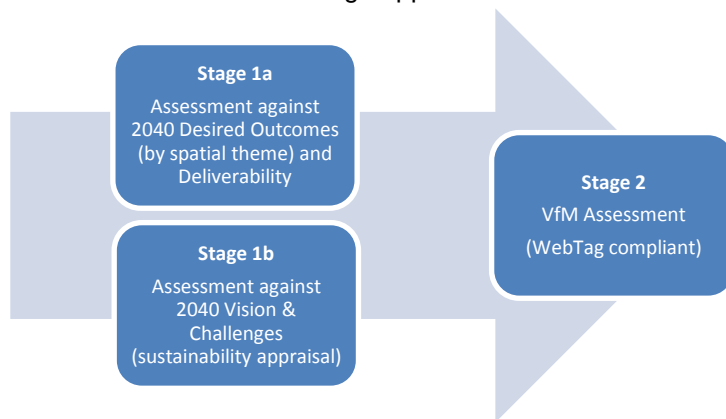 Stage 1a
Assessment against
2040 Desired Outcomes
(by spatial theme) and
Deliverability
Stage 1b
Assessment against
2040 Vision &
Challenges
(sustainability appraisal)
Stage 2
VfM Assessment
(WebTag compliant)